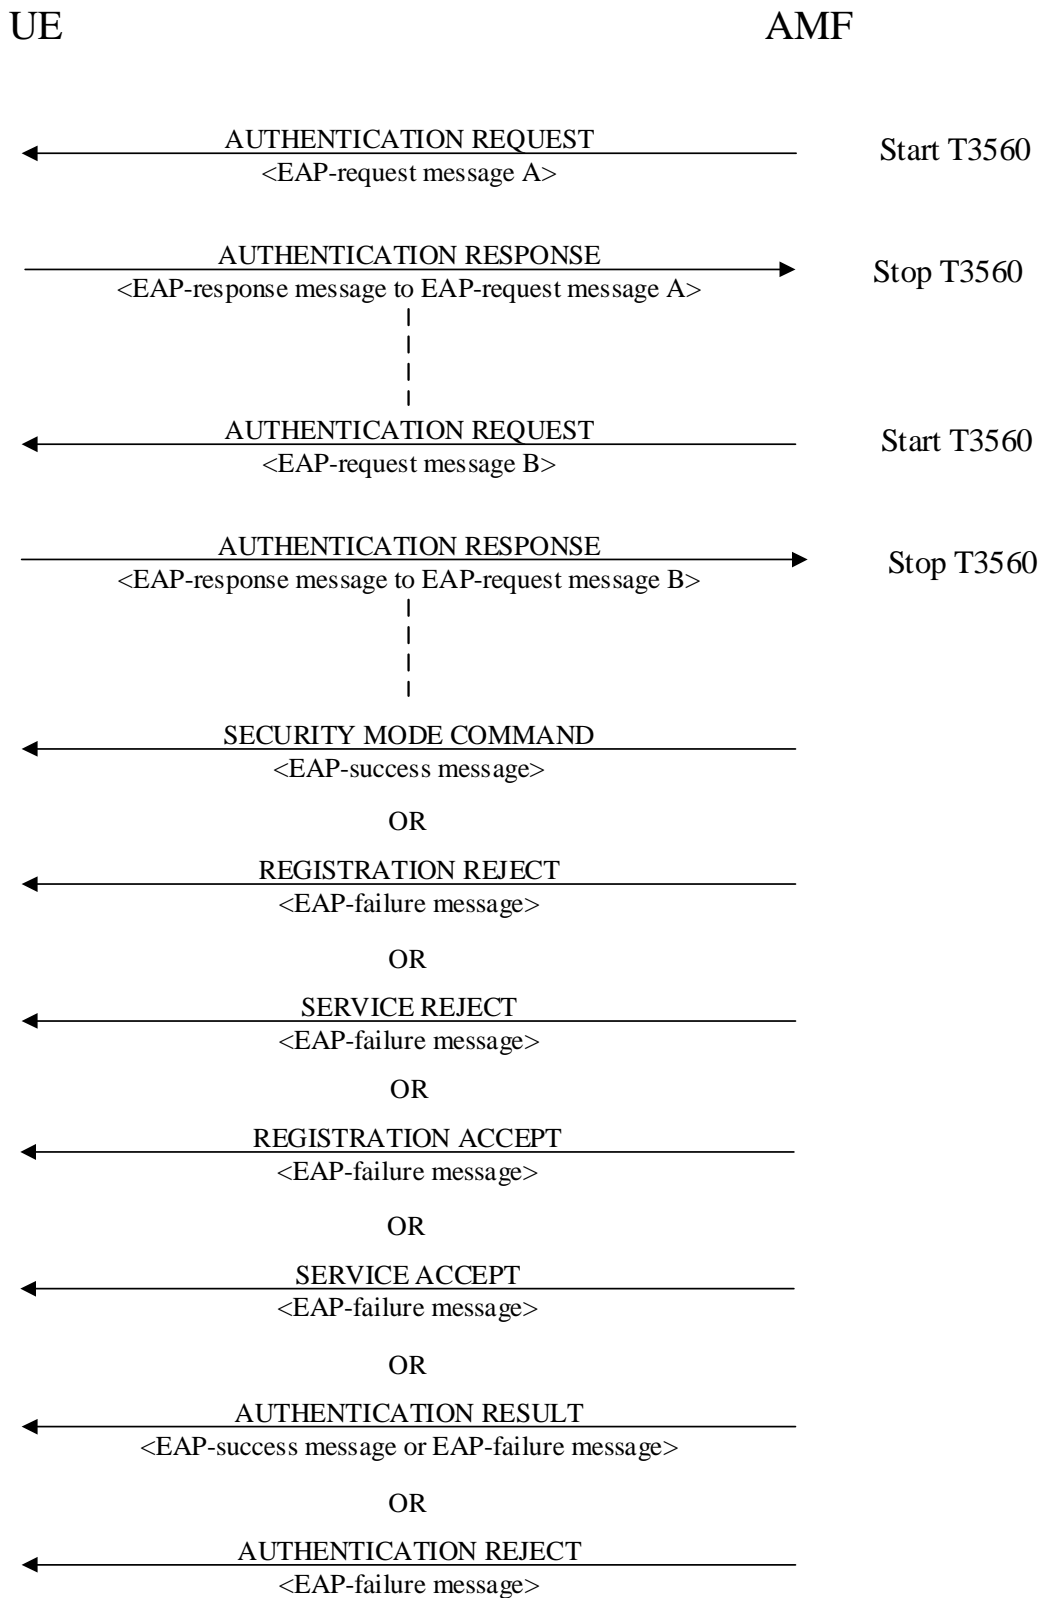 UE
AMF
AUTHENTICATION REQUEST
<EAP-request message A>
Start T3560
AUTHENTICATION RESPONSE
<EAP-response message to EAP-request message A>
Stop T3560
AUTHENTICATION REQUEST
<EAP-request message B>
Start T3560
AUTHENTICATION RESPONSE
<EAP-response message to EAP-request message B>
Stop T3560
SECURITY MODE COMMAND
<EAP-success message>
OR
REGISTRATION REJECT
<EAP-failure message>
OR
SERVICE REJECT
<EAP-failure message>
OR
REGISTRATION ACCEPT
<EAP-failure message>
OR
SERVICE ACCEPT
<EAP-failure message>
OR
AUTHENTICATION RESULT
<EAP-success message or EAP-failure message>
OR
AUTHENTICATION REJECT
<EAP-failure message>